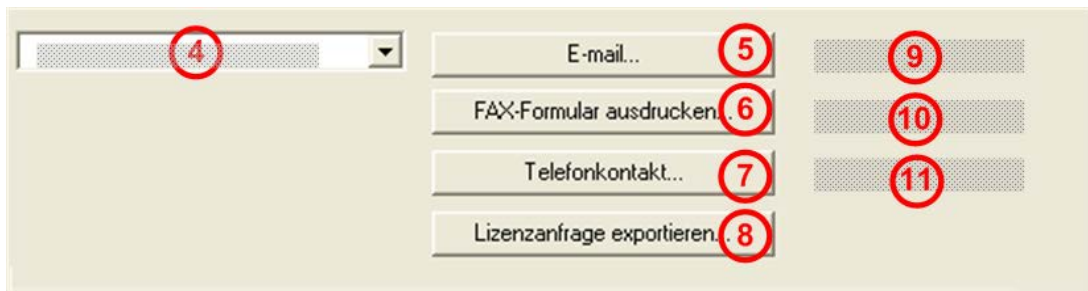 4 E-mail... 5 9
FAX-Formular ausdrucken... 6 10
Telefonkontakt... 7 11
Lizenzanfrage exportieren... 8